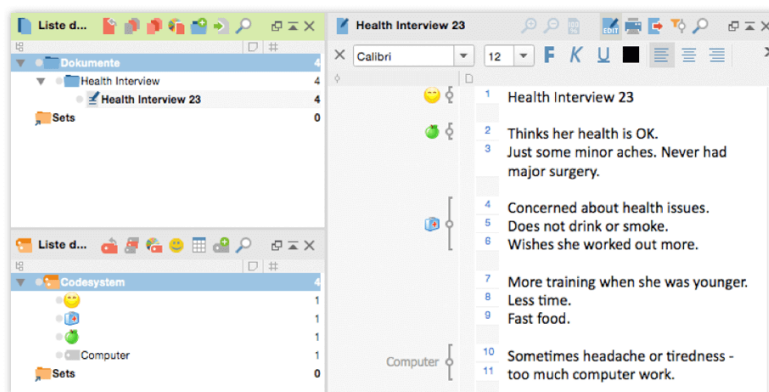 Liste d...
Dokumente 4
Health Interview 4
Health Interview 23 4
Sets 0
Liste d...
#
Codesystem 4
1
1
1
Computer 1
Sets 0
Health Interview 23
EDIT
Calibri 12 F K U
1 Health Interview 23
2 Thinks her health is OK.
3 Just some minor aches. Never had
major surgery.
4 Concerned about health issues.
5 Does not drink or smoke.
6 Wishes she worked out more.
7 More training when she was younger.
8 Less time.
9 Fast food.
Computer
10 Sometimes headache or tiredness -
11 too much computer work.